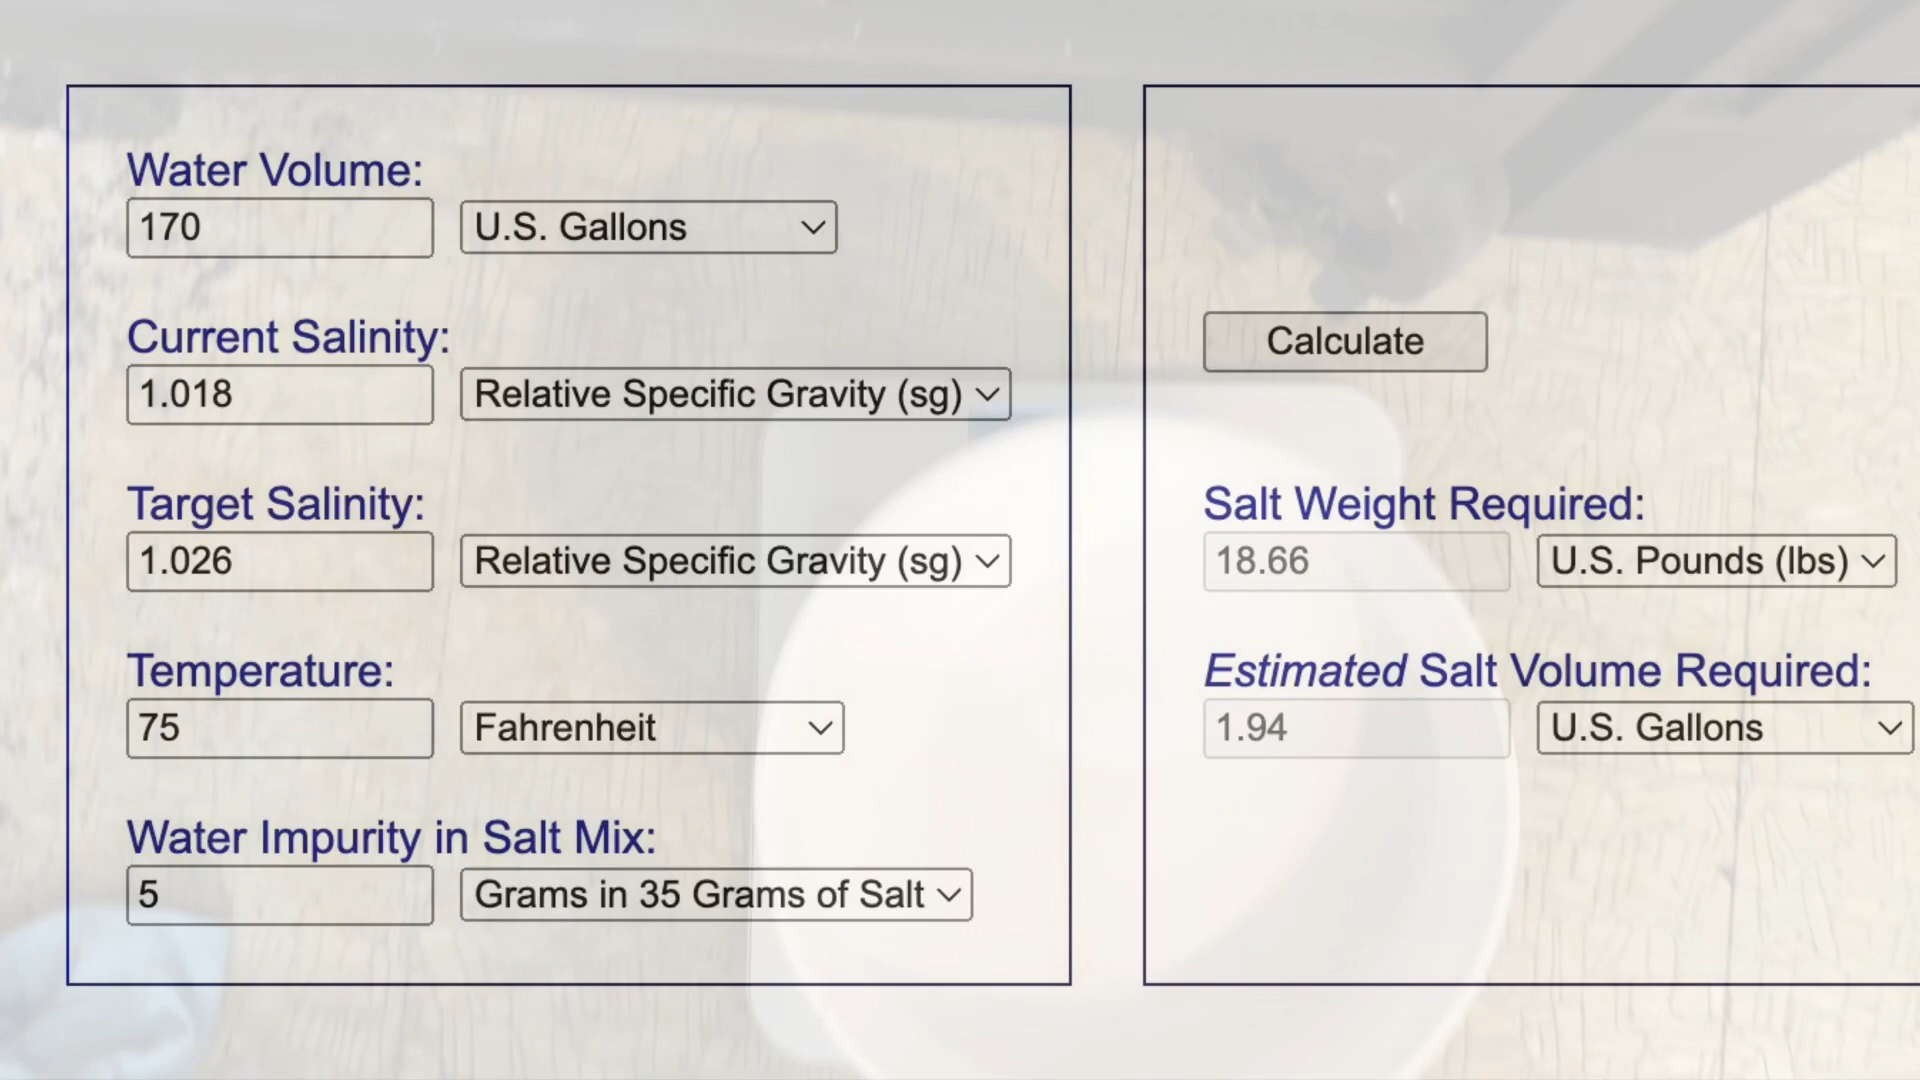 Water Volume:
170 U.S. Gallons
Current Salinity:
1.018 Relative Specific Gravity (sg)
Calculate
Target Salinity:
1.026 Relative Specific Gravity (sg)
Salt Weight Required:
18.66 U.S. Pounds (lbs)
Temperature:
75 Fahrenheit
Estimated Salt Volume Required:
1.94 U.S. Gallons
Water Impurity in Salt Mix:
5 Grams in 35 Grams of Salt